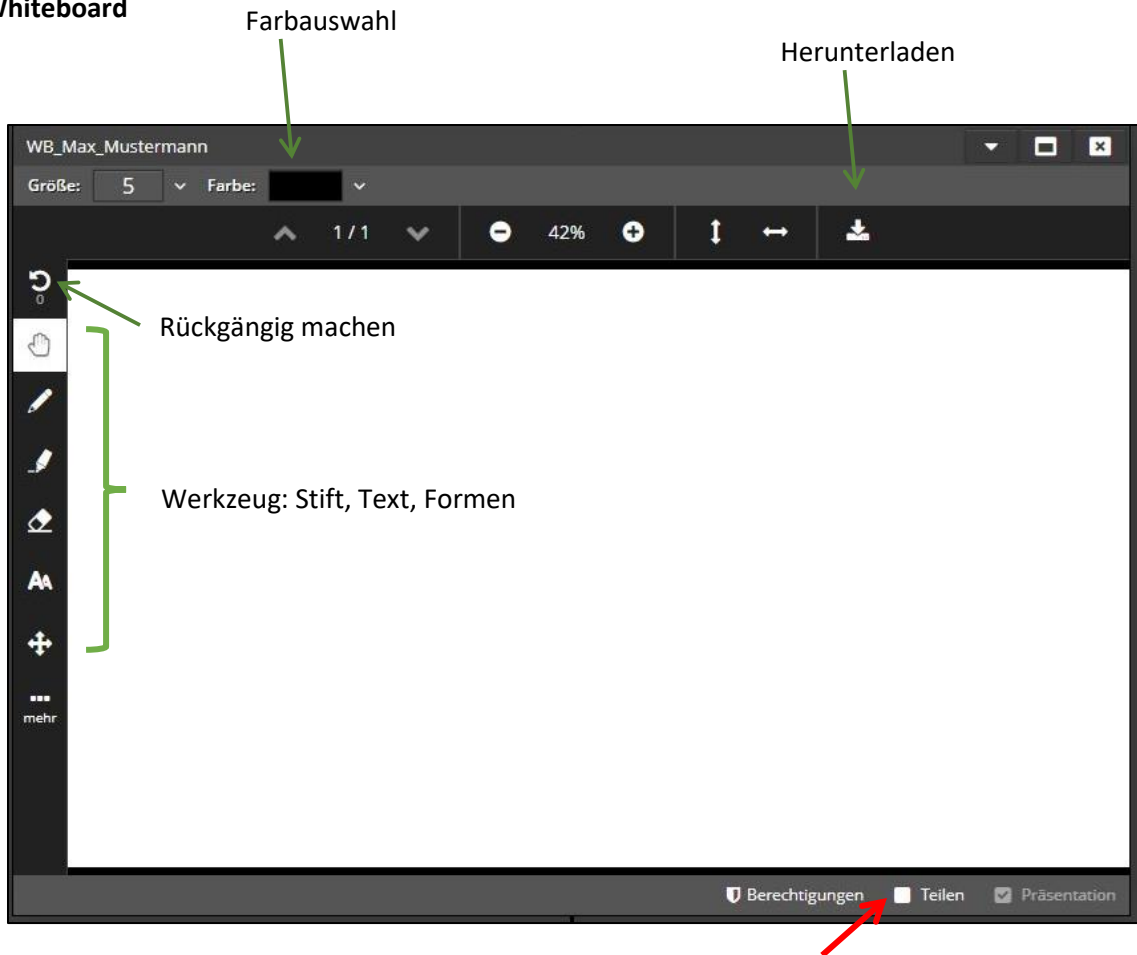 Whiteboard
Farbauswahl
Herunterladen
WB_Max_Mustermann
Größe: 5 Farbe:
1 / 1 42%
0
Rückgängig machen
Werkzeug: Stift, Text, Formen
AA
mehr
Berechtigungen Teilen Präsentation